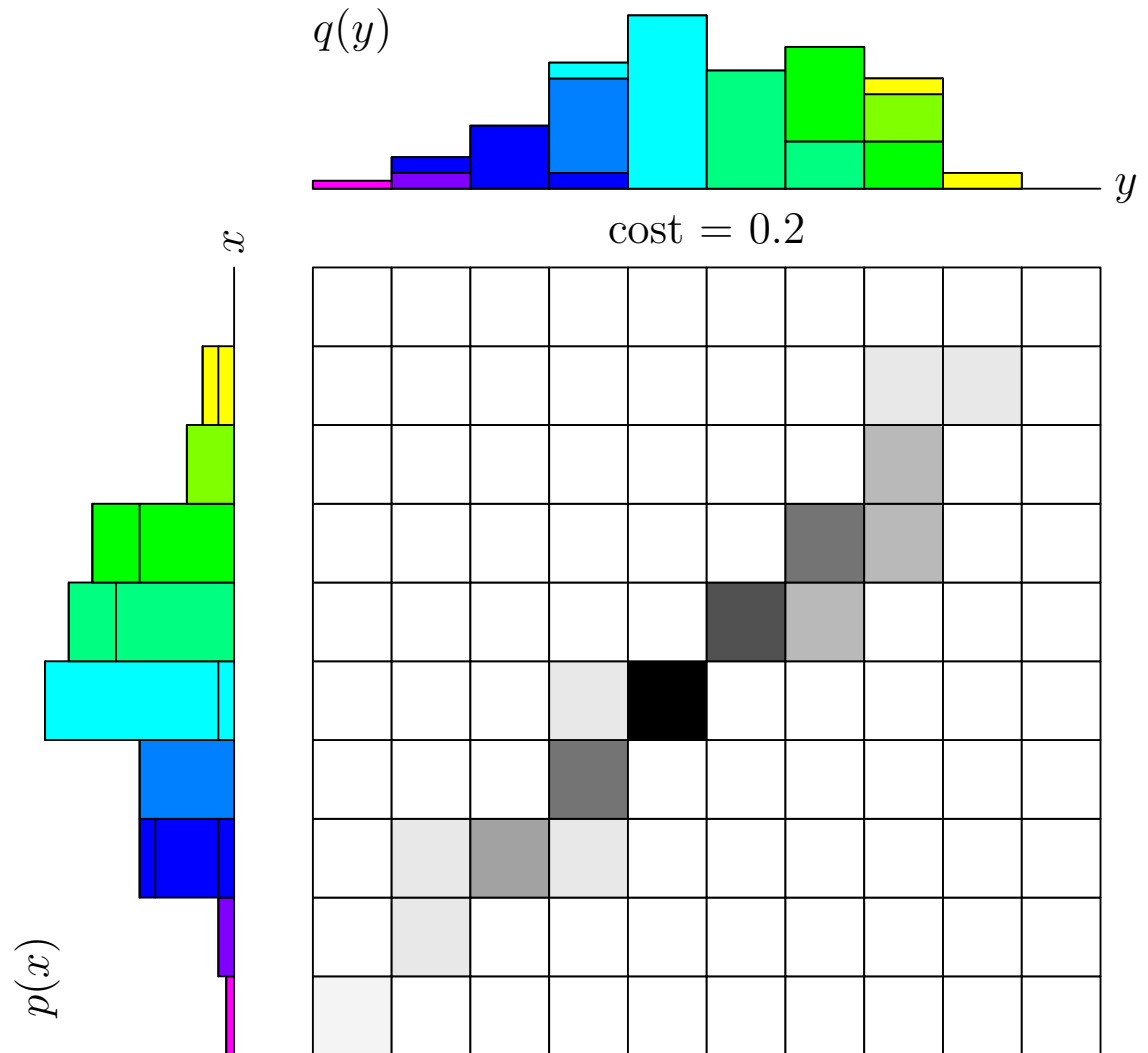 q(y)
y
cost = 0.2
x
p(x)